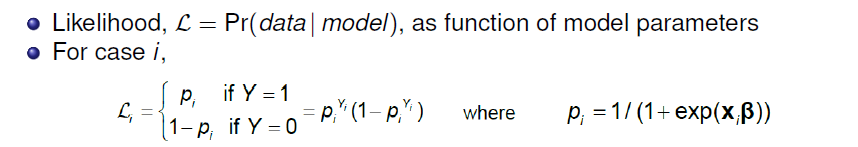 Likelihood, ℒ = Pr(data | model), as function of model parameters
For case i,
ℒᵢ = { pᵢ if Y = 1; 1 − pᵢ if Y = 0 = pᵢ^Yᵢ (1 − pᵢ^Yᵢ) where pᵢ = 1/ (1 + exp(xᵢβ))